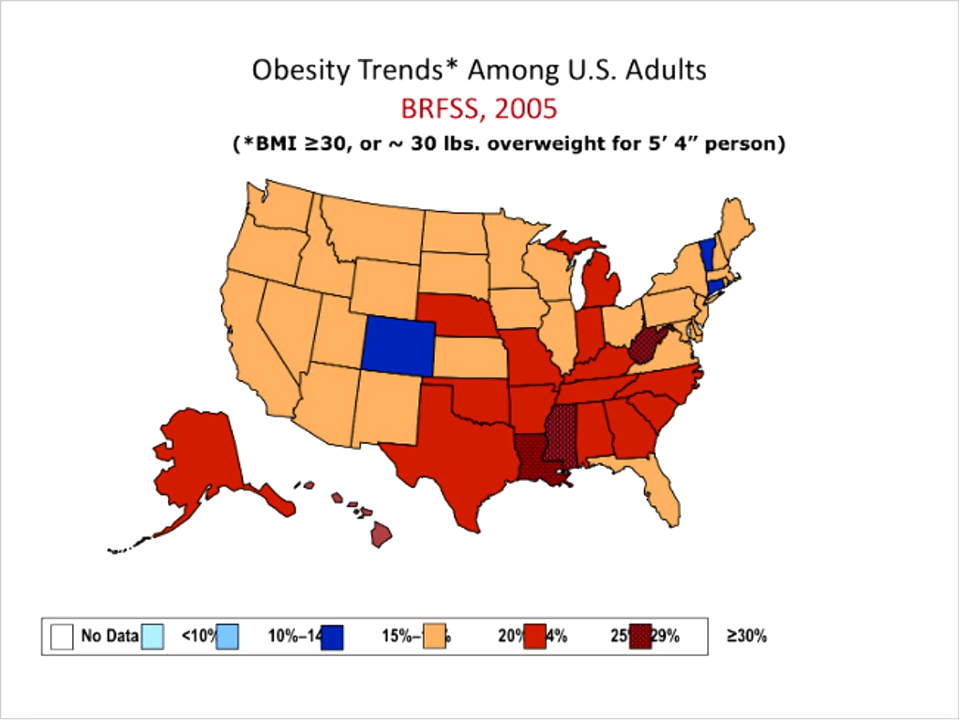 Obesity Trends* Among U.S. Adults
BRFSS, 2005
(*BMI ≥30, or ~ 30 lbs. overweight for 5’ 4” person)
No Data <10% 10%–14 15%– % 20% 4% 25 29% ≥30%